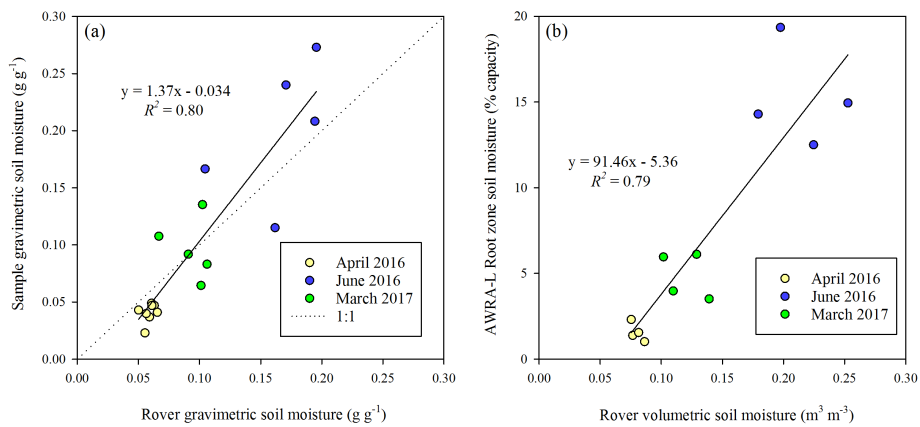 (a)
0.30
0.25
0.20
0.15
0.10
0.05
0.00
Sample gravimetric soil moisture (g g⁻¹)
y = 1.37x - 0.034
R² = 0.80
April 2016
June 2016
March 2017
1:1
0.00 0.05 0.10 0.15 0.20 0.25 0.30
Rover gravimetric soil moisture (g g⁻¹)
(b)
20
15
10
5
0
AWRA-L Root zone soil moisture (% capacity)
y = 91.46x - 5.36
R² = 0.79
April 2016
June 2016
March 2017
0.00 0.05 0.10 0.15 0.20 0.25 0.30
Rover volumetric soil moisture (m³ m⁻³)